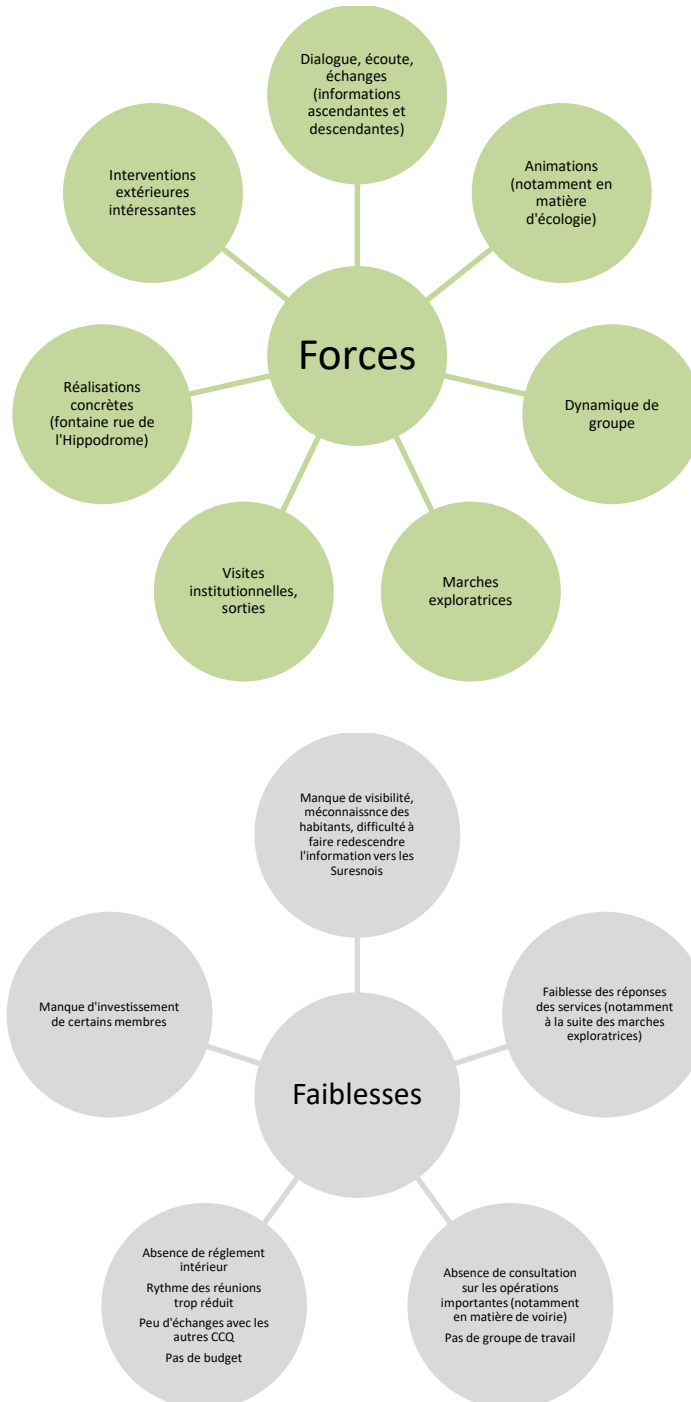 Dialogue, écoute,
échanges
(informations
ascendantes et
descendantes)
Interventions
extérieures
intéressantes
Animations
(notamment en
matière
d'écologie)
Forces
Réalisations
concrètes
(fontaine rue de
l'Hippodrome)
Dynamique de
groupe
Visites
institutionnelles,
sorties
Marches
exploratrices
Manque de visibilité,
méconnaissnce des
habitants, difficulté à
faire redescendre
l'information vers les
Suresnois
Manque d'investissement
de certains membres
Faiblesse des réponses
des services (notamment
à la suite des marches
exploratrices)
Faiblesses
Absence de réglement
intérieur
Rythme des réunions
trop réduit
Peu d'échanges avec les
autres CCQ
Pas de budget
Absence de consultation
sur les opérations
importantes (notamment
en matière de voirie)
Pas de groupe de travail